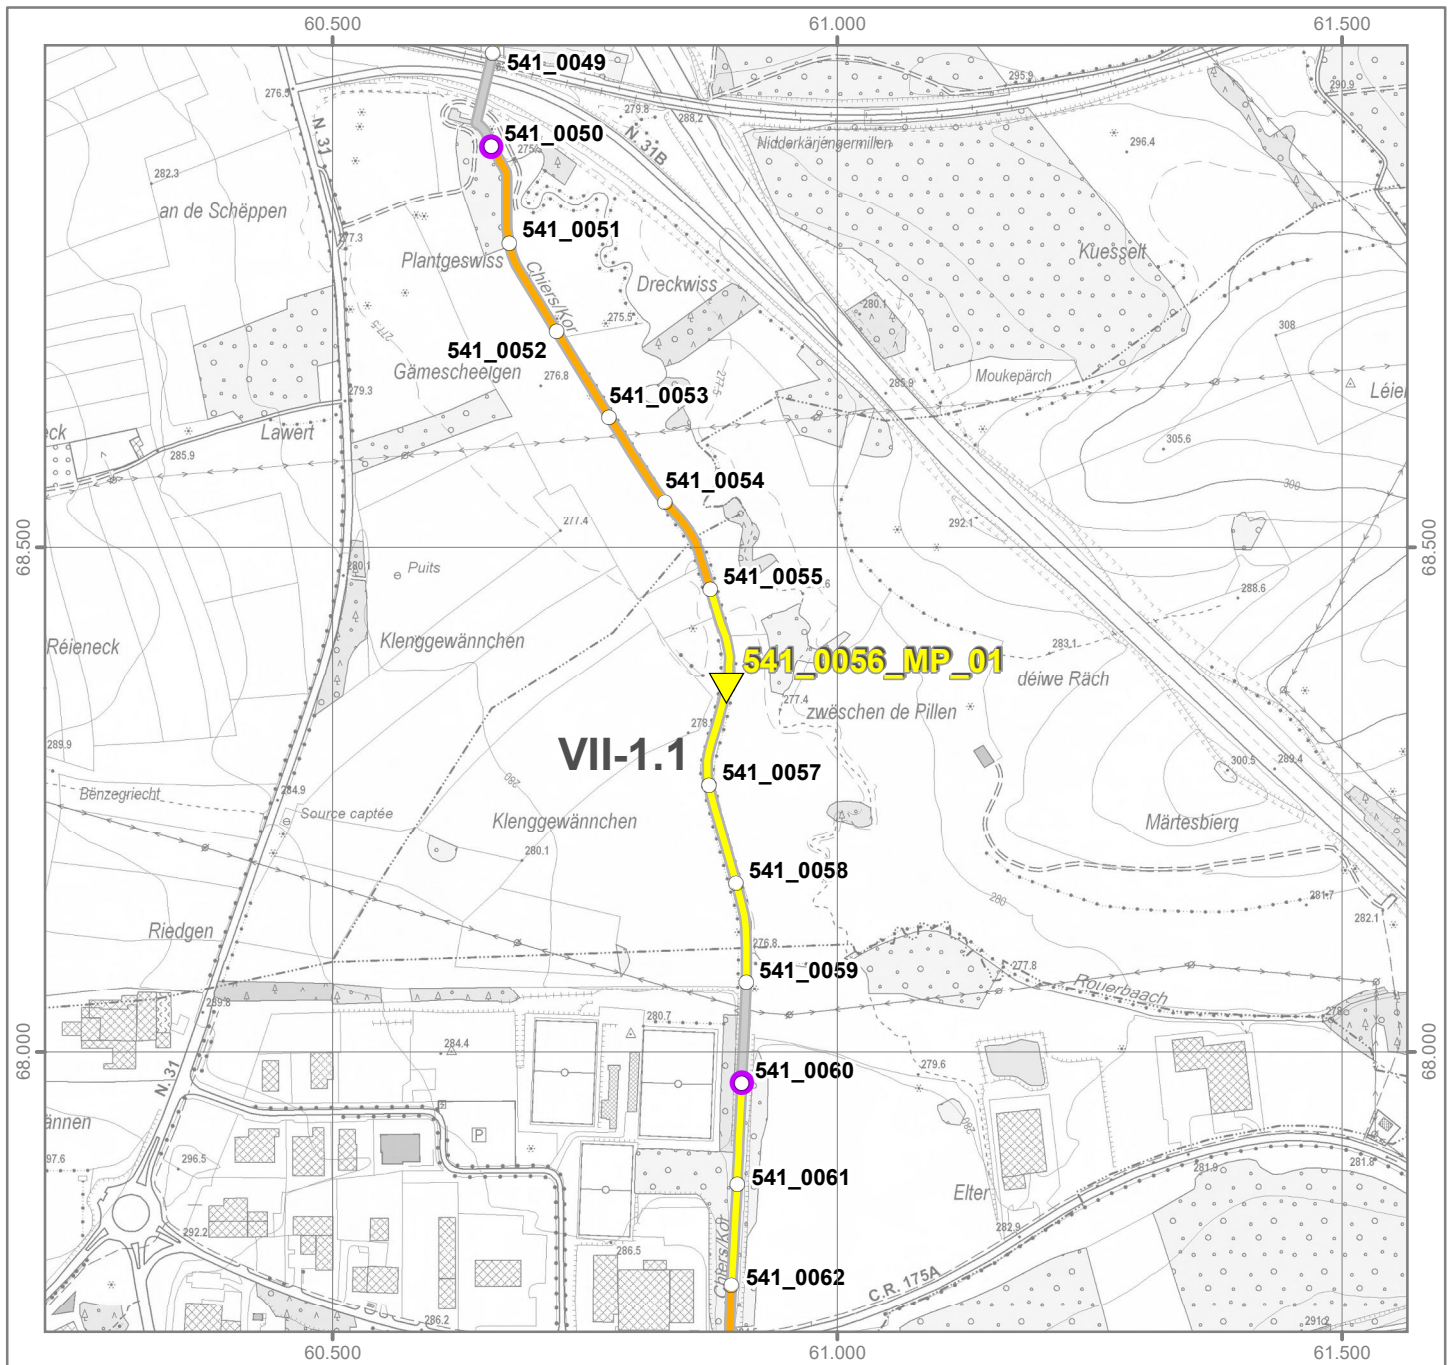 60.500
61.000
61.500
541_0049
295.9
290.9
276.5
279.8
288.2
N. 31
541_0050
N. 31B
Nidderkärjengermillen
296.4
282.3
an de Schëppen
541_0051
277.3
Plantgeswiss
Chiers/Kor
Kuesselt
Dreckwiss
280.1
277.5
275.5
308
541_0052
Gämescheelgen
276.8
277.5
Moukepärch
285.9
279.3
541_0053
Léier
eck
Lawert
285.9
305.6
541_0054
300
277.4
292.1
68.500
68.500
280.1
Puits
541_0055
288.6
Réieneck
Klenggewännchen
283.1
541_0056_MP_01
déiwe Räch
277.4
zwëschen de Pillen
289.9
VII-1.1
541_0057
300.5
289.4
280
Bënzegriecht
284.9
Source captée
Klenggewännchen
Märtesbierg
280.1
541_0058
280
281.7
282.1
Riedgen
276.8
541_0059
277.8
Rouerbaach
289.8
280.7
284.4
68.000
68.000
541_0060
279.6
N. 31
ännen
P
97.6
296.5
281.9
281.8
541_0061
Elter
292.2
286.5
Chiers/Kor
282.9
541_0062
C.R. 175A
286.2
291.2
60.500
61.000
61.500